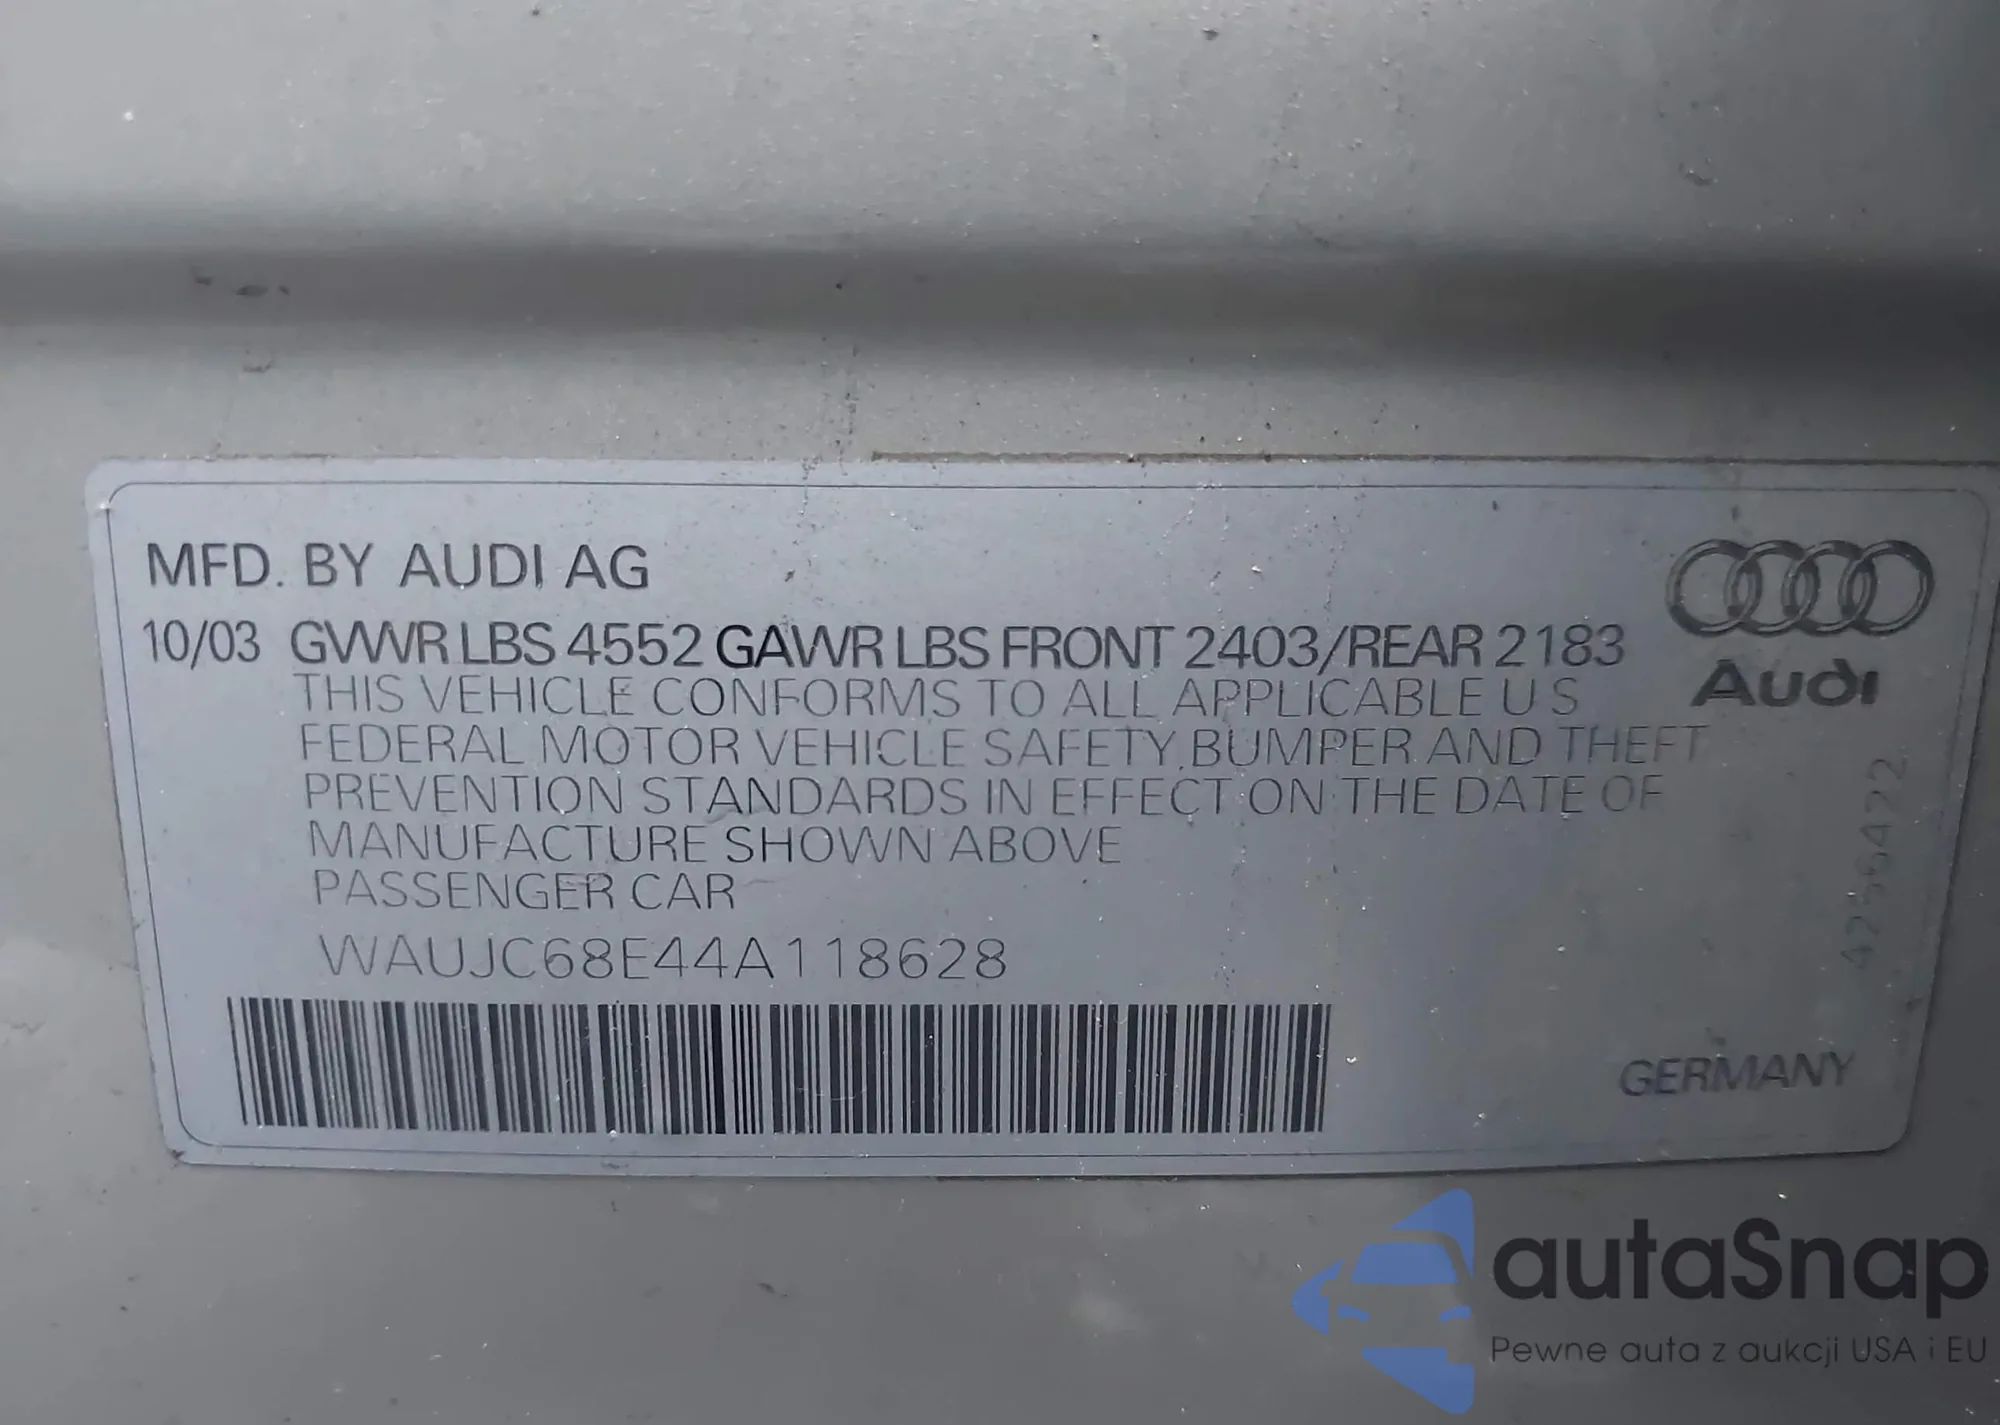 MFD. BY AUDI AG
10/03 GVWR LBS 4552 GAWR LBS FRONT 2403/REAR 2183
THIS VEHICLE CONFORMS TO ALL APPLICABLE U S
FEDERAL MOTOR VEHICLE SAFETY, BUMPER AND THEFT
PREVENTION STANDARDS IN EFFECT ON THE DATE OF
MANUFACTURE SHOWN ABOVE
PASSENGER CAR
WAUJC68E44A118628
Audi
4256422
GERMANY
autaSnap
Pewne auta z aukcji USA i EU